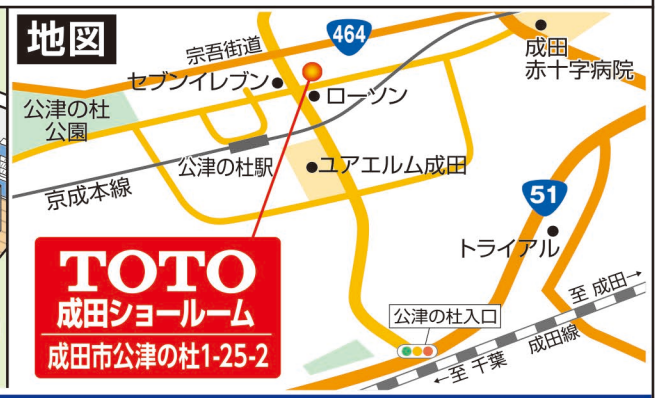 地図
宗吾街道
464
成田
赤十字病院
セブンイレブン
ローソン
公津の杜
公園
公津の杜駅
ユアエルム成田
京成本線
51
トライアル
TOTO
成田ショールーム
成田市公津の杜1-25-2
公津の杜入口
至 成田→
成田線
←至 千葉